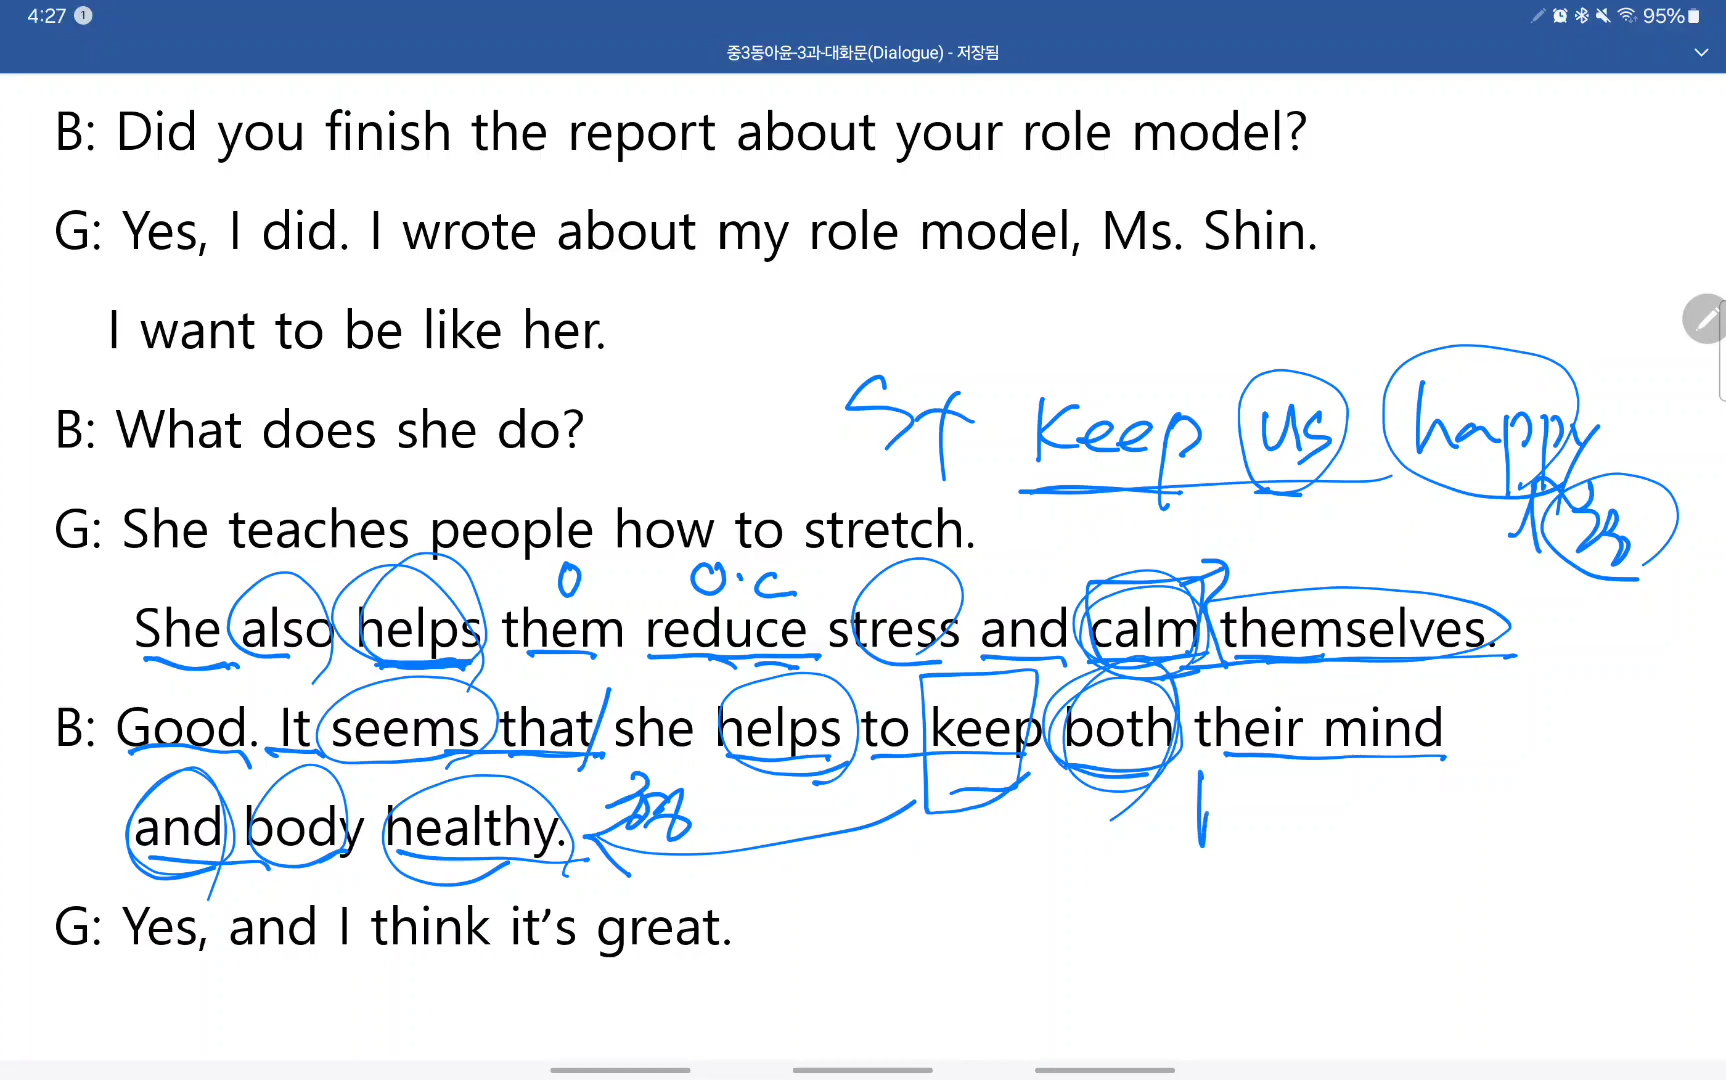 4:27 1 95%
중3동아윤-3과-대화문(Dialogue) - 저장됨
B: Did you finish the report about your role model?
G: Yes, I did. I wrote about my role model, Ms. Shin.
I want to be like her.
keep us happy
B: What does she do?
G: She teaches people how to stretch.
O O.C
She also helps them reduce stress and calm themselves.
B: Good. It seems that she helps to keep both their mind
and body healthy.
G: Yes, and I think it’s great.